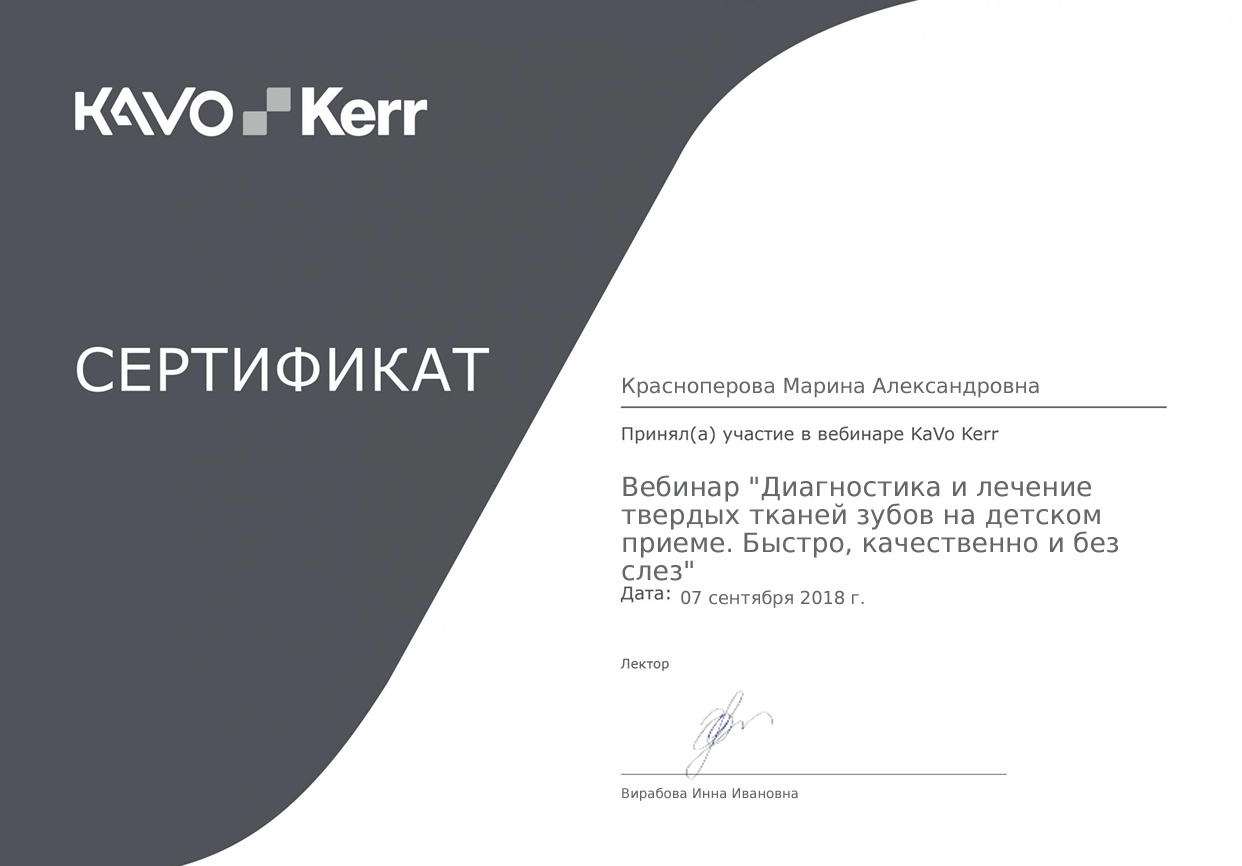 KAVO Kerr
СЕРТИФИКАТ
Красноперова Марина Александровна
Принял(а) участие в вебинаре KaVo Kerr
Вебинар "Диагностика и лечение
твердых тканей зубов на детском
приеме. Быстро, качественно и без
слез"
Дата: 07 сентября 2018 г.
Лектор
Вирабова Инна Ивановна